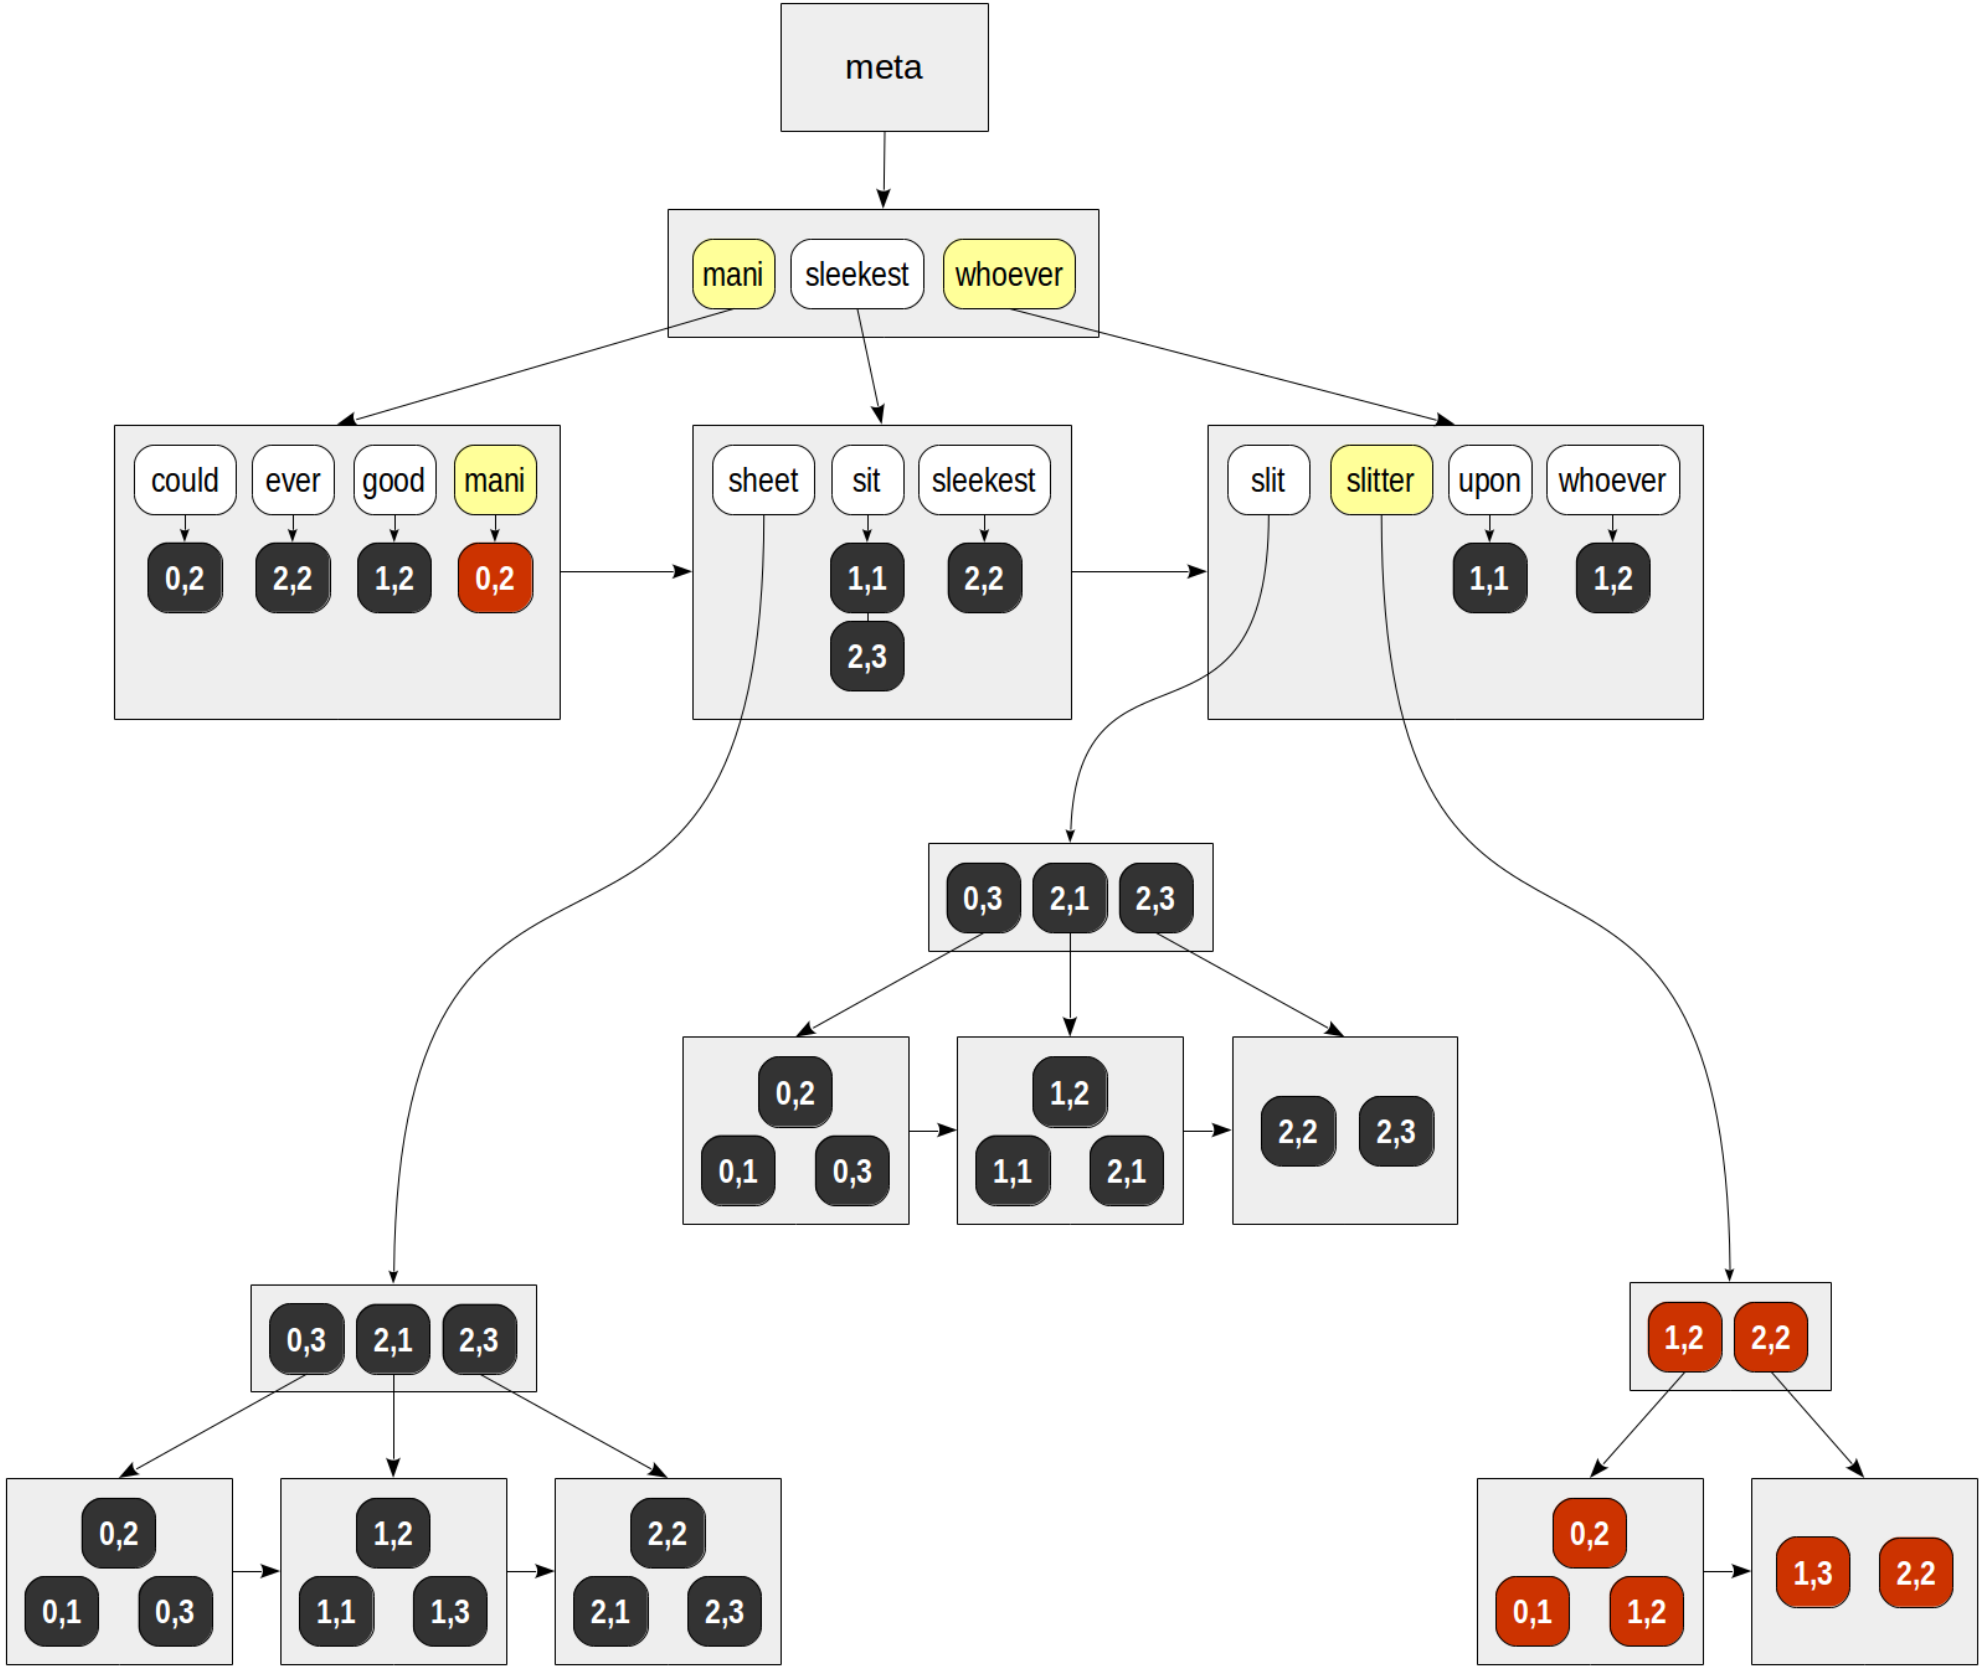 meta
mani sleekest whoever
could ever good mani
0,2 2,2 1,2 0,2
sheet sit sleekest
1,1 2,2
2,3
slit slitter upon whoever
1,1 1,2
0,3 2,1 2,3
0,2
0,1 0,3
1,2
1,1 2,1
2,2 2,3
0,3 2,1 2,3
0,2
0,1 0,3
1,2
1,1 1,3
2,2
2,1 2,3
1,2 2,2
0,2
0,1 1,2
1,3 2,2